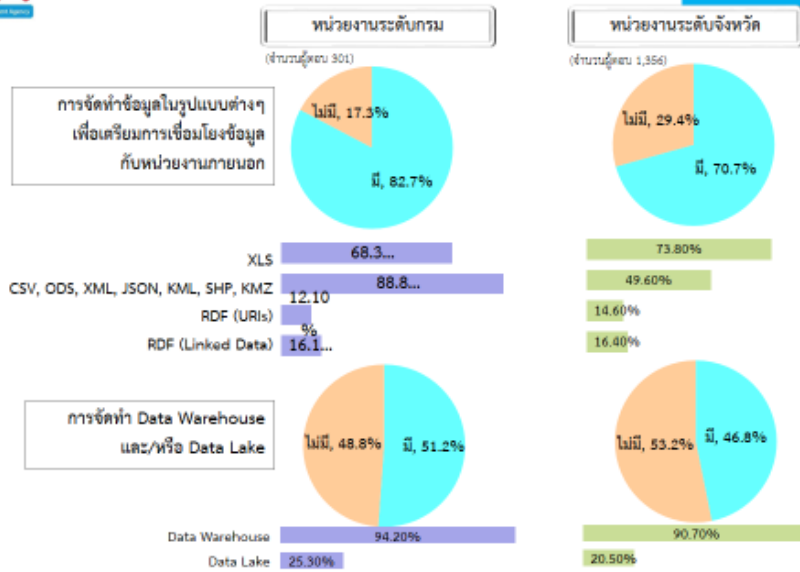 หน่วยงานระดับกรม
หน่วยงานระดับจังหวัด
(จำนวนผู้ตอบ 301)
(จำนวนผู้ตอบ 1,356)
การจัดทำข้อมูลในรูปแบบต่างๆ
เพื่อเตรียมการเชื่อมโยงข้อมูล
กับหน่วยงานภายนอก
ไม่มี, 17.3%
มี, 82.7%
ไม่มี, 29.4%
มี, 70.7%
XLS
68.3...
73.80%
CSV, ODS, XML, JSON, KML, SHP, KMZ
88.8...
49.60%
RDF (URIs)
12.10
%
14.60%
RDF (Linked Data)
16.1...
16.40%
การจัดทำ Data Warehouse
และ/หรือ Data Lake
ไม่มี, 48.8%
มี, 51.2%
ไม่มี, 53.2%
มี, 46.8%
Data Warehouse
94.20%
90.70%
Data Lake
25.30%
20.50%